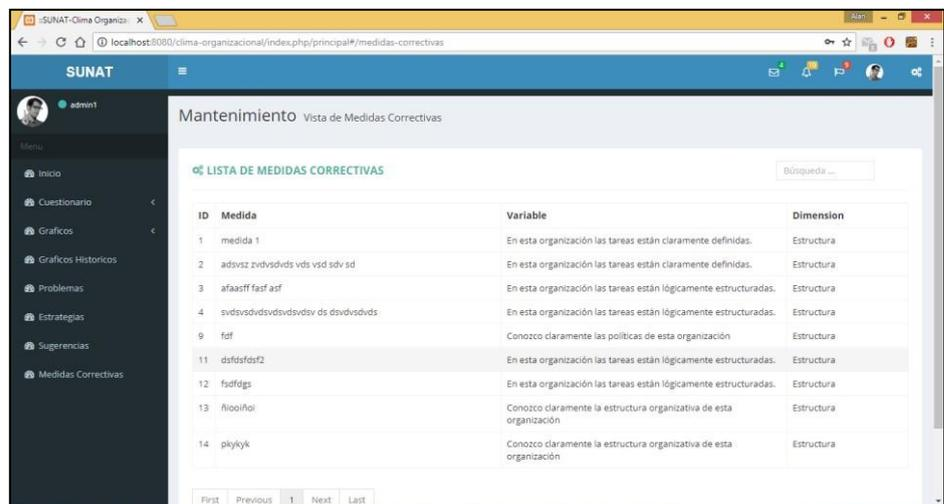 :::SUNAT-Clima Organiza
Alan
localhost:8080/clima-organizacional/index.php/principal#/medidas-correctivas
SUNAT
4
10
9
admin1
Menu
Inicio
Cuestionario
Graficos
Graficos Historicos
Problemas
Estrategias
Sugerencias
Medidas Correctivas
Mantenimiento Vista de Medidas Correctivas
LISTA DE MEDIDAS CORRECTIVAS
Búsqueda ...
ID Medida Variable Dimension
1 medida 1 En esta organización las tareas están claramente definidas. Estructura
2 adsvsz zvdvsdvds vds vsd sdv sd En esta organización las tareas están claramente definidas. Estructura
3 afaasff fasf asf En esta organización las tareas están lógicamente estructuradas. Estructura
4 svdsvsdvdsvdsvdsvdsv ds dsvdvsdvds En esta organización las tareas están lógicamente estructuradas. Estructura
9 fdf Conozco claramente las políticas de esta organización Estructura
11 dsfdsfdsf2 En esta organización las tareas están lógicamente estructuradas. Estructura
12 fsdfdgs En esta organización las tareas están lógicamente estructuradas. Estructura
13 ñiooiñoi Conozco claramente la estructura organizativa de esta organización Estructura
14 pkykyk Conozco claramente la estructura organizativa de esta organización Estructura
First Previous 1 Next Last